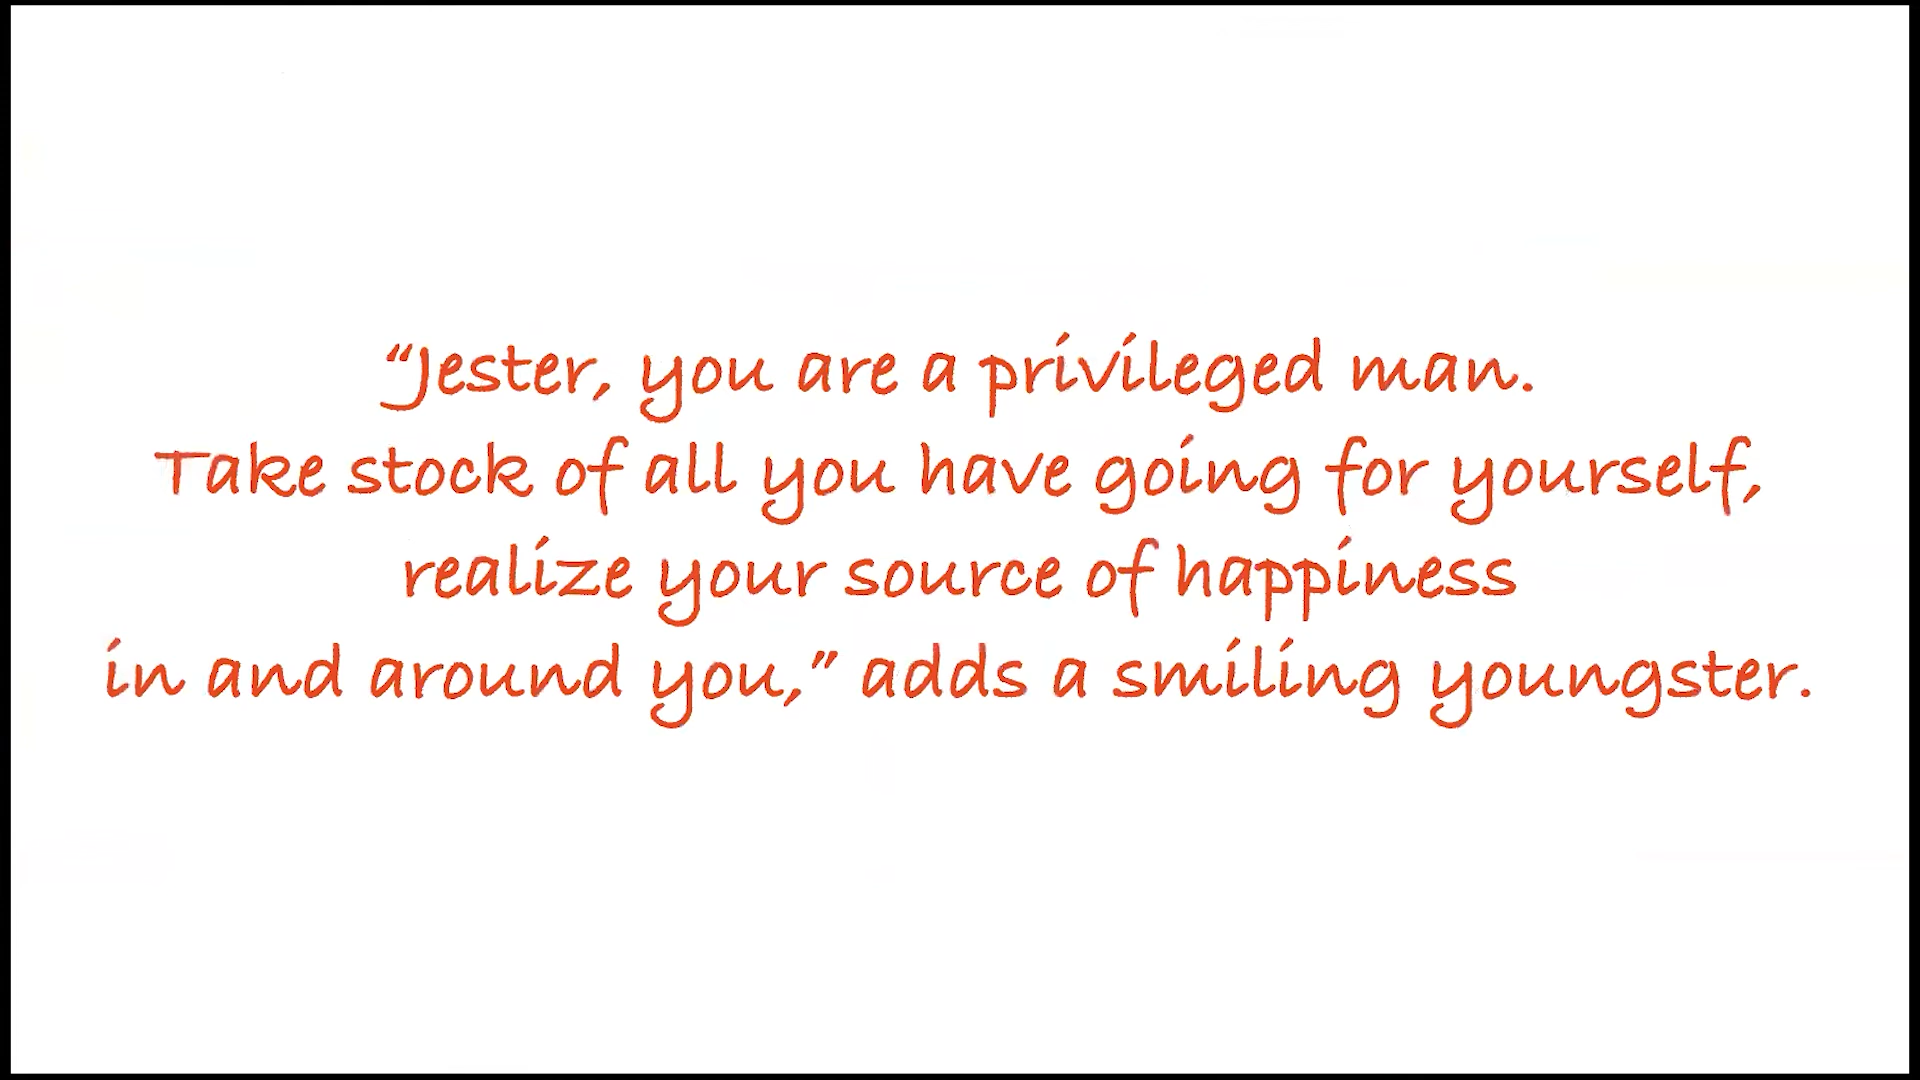 “Jester, you are a privileged man.
Take stock of all you have going for yourself,
realize your source of happiness
in and around you,” adds a smiling youngster.